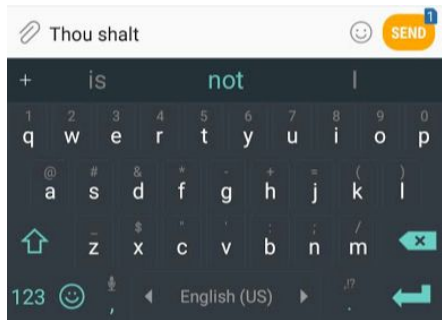 Thou shalt
SEND
1
+ is not I
1 2 3 4 5 6 7 8 9 0
q w e r t y u i o p
@ # & * - + = ( )
a s d f g h j k l
_ $ " ' : ; /
z x c v b n m
123 , English (US) ,!? .